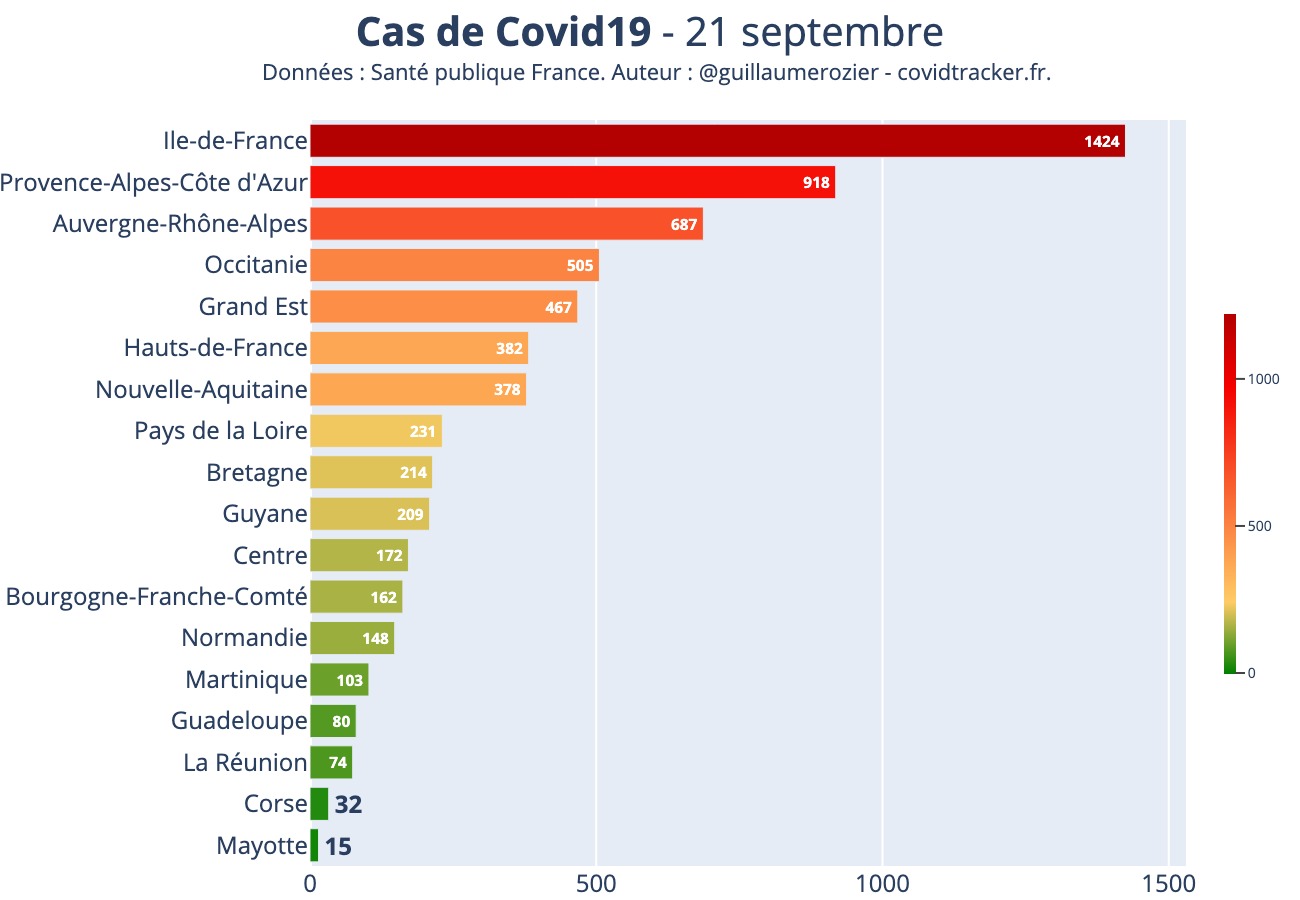 Cas de Covid19 - 21 septembre
Données : Santé publique France. Auteur : @guillaumerozier - covidtracker.fr.
Ile-de-France 1424
Provence-Alpes-Côte d'Azur 918
Auvergne-Rhône-Alpes 687
Occitanie 505
Grand Est 467
Hauts-de-France 382
Nouvelle-Aquitaine 378
Pays de la Loire 231
Bretagne 214
Guyane 209
Centre 172
Bourgogne-Franche-Comté 162
Normandie 148
Martinique 103
Guadeloupe 80
La Réunion 74
Corse 32
Mayotte 15
0 500 1000 1500
1000
500
0